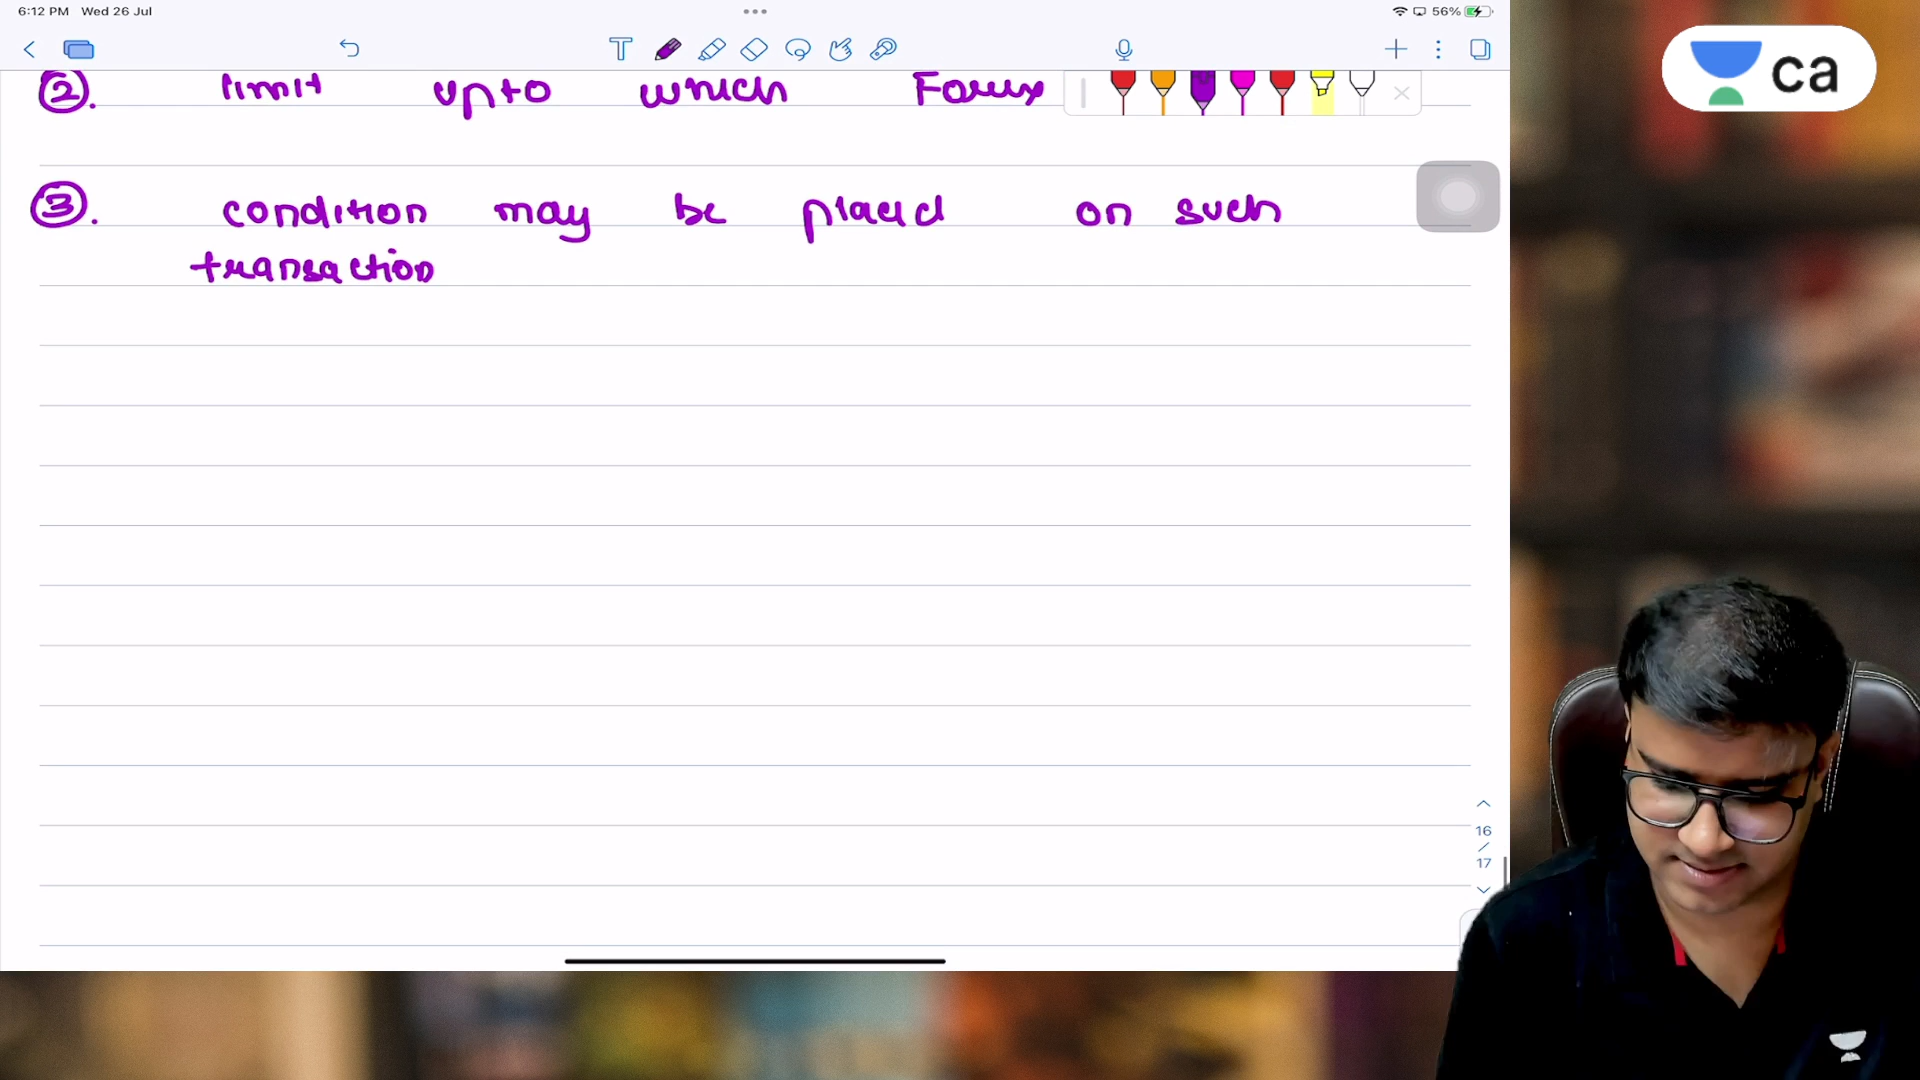 6:12 PM Wed 26 Jul
56%
②. limit upto which Forex
③. condition may be placed on such
transaction
16
/
17
ca